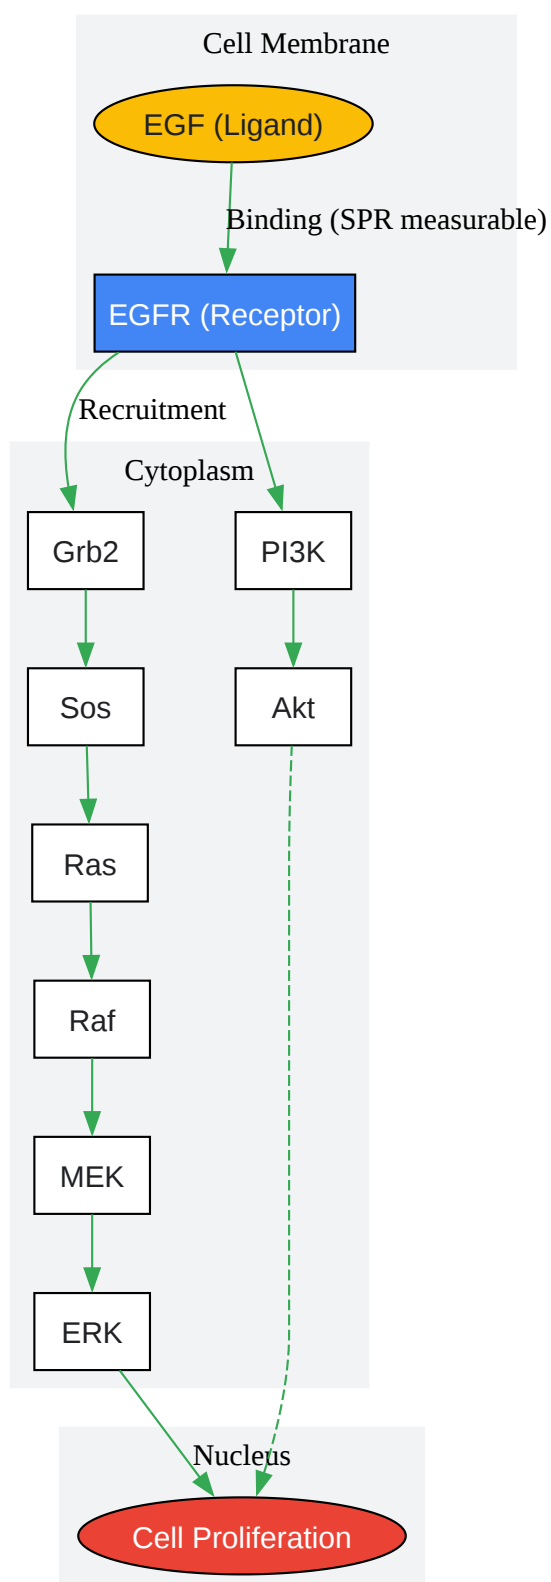 Cell Membrane
EGF (Ligand)
Binding (SPR measurable)
EGFR (Receptor)
Recruitment
Cytoplasm
Grb2
PI3K
Sos
Akt
Ras
Raf
MEK
ERK
Nucleus
Cell Proliferation